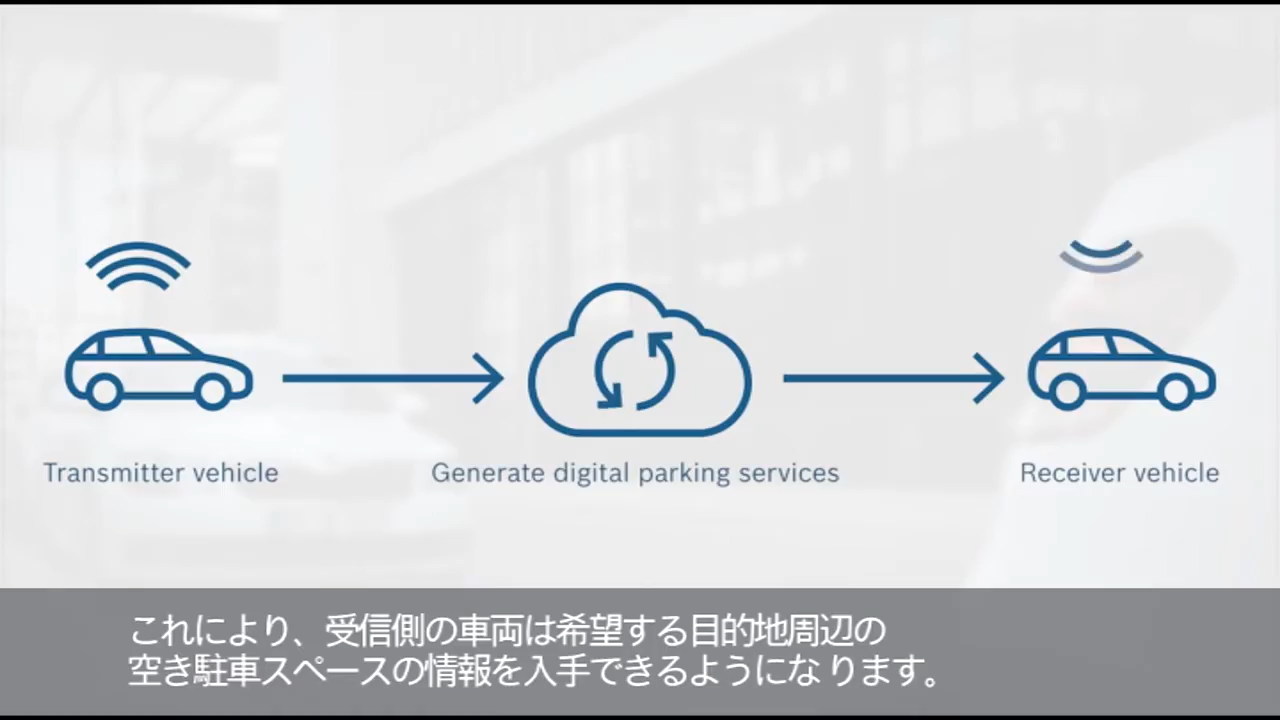 Transmitter vehicle
Generate digital parking services
Receiver vehicle
これにより、受信側の車両は希望する目的地周辺の
空き駐車スペースの情報を入手できるようになります。